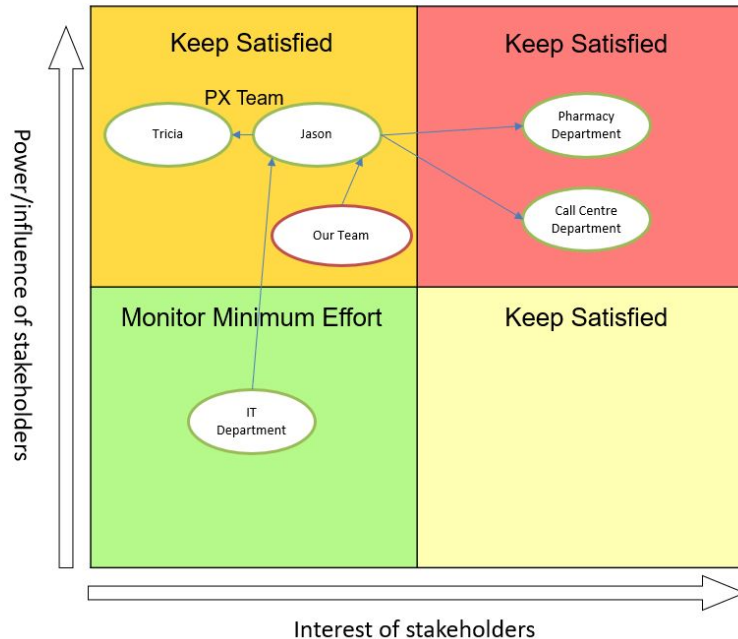 Keep Satisfied
Keep Satisfied
PX Team
Tricia
Jason
Pharmacy
Department
Call Centre
Department
Our Team
Monitor Minimum Effort
Keep Satisfied
IT
Department
Power/influence of stakeholders
Interest of stakeholders